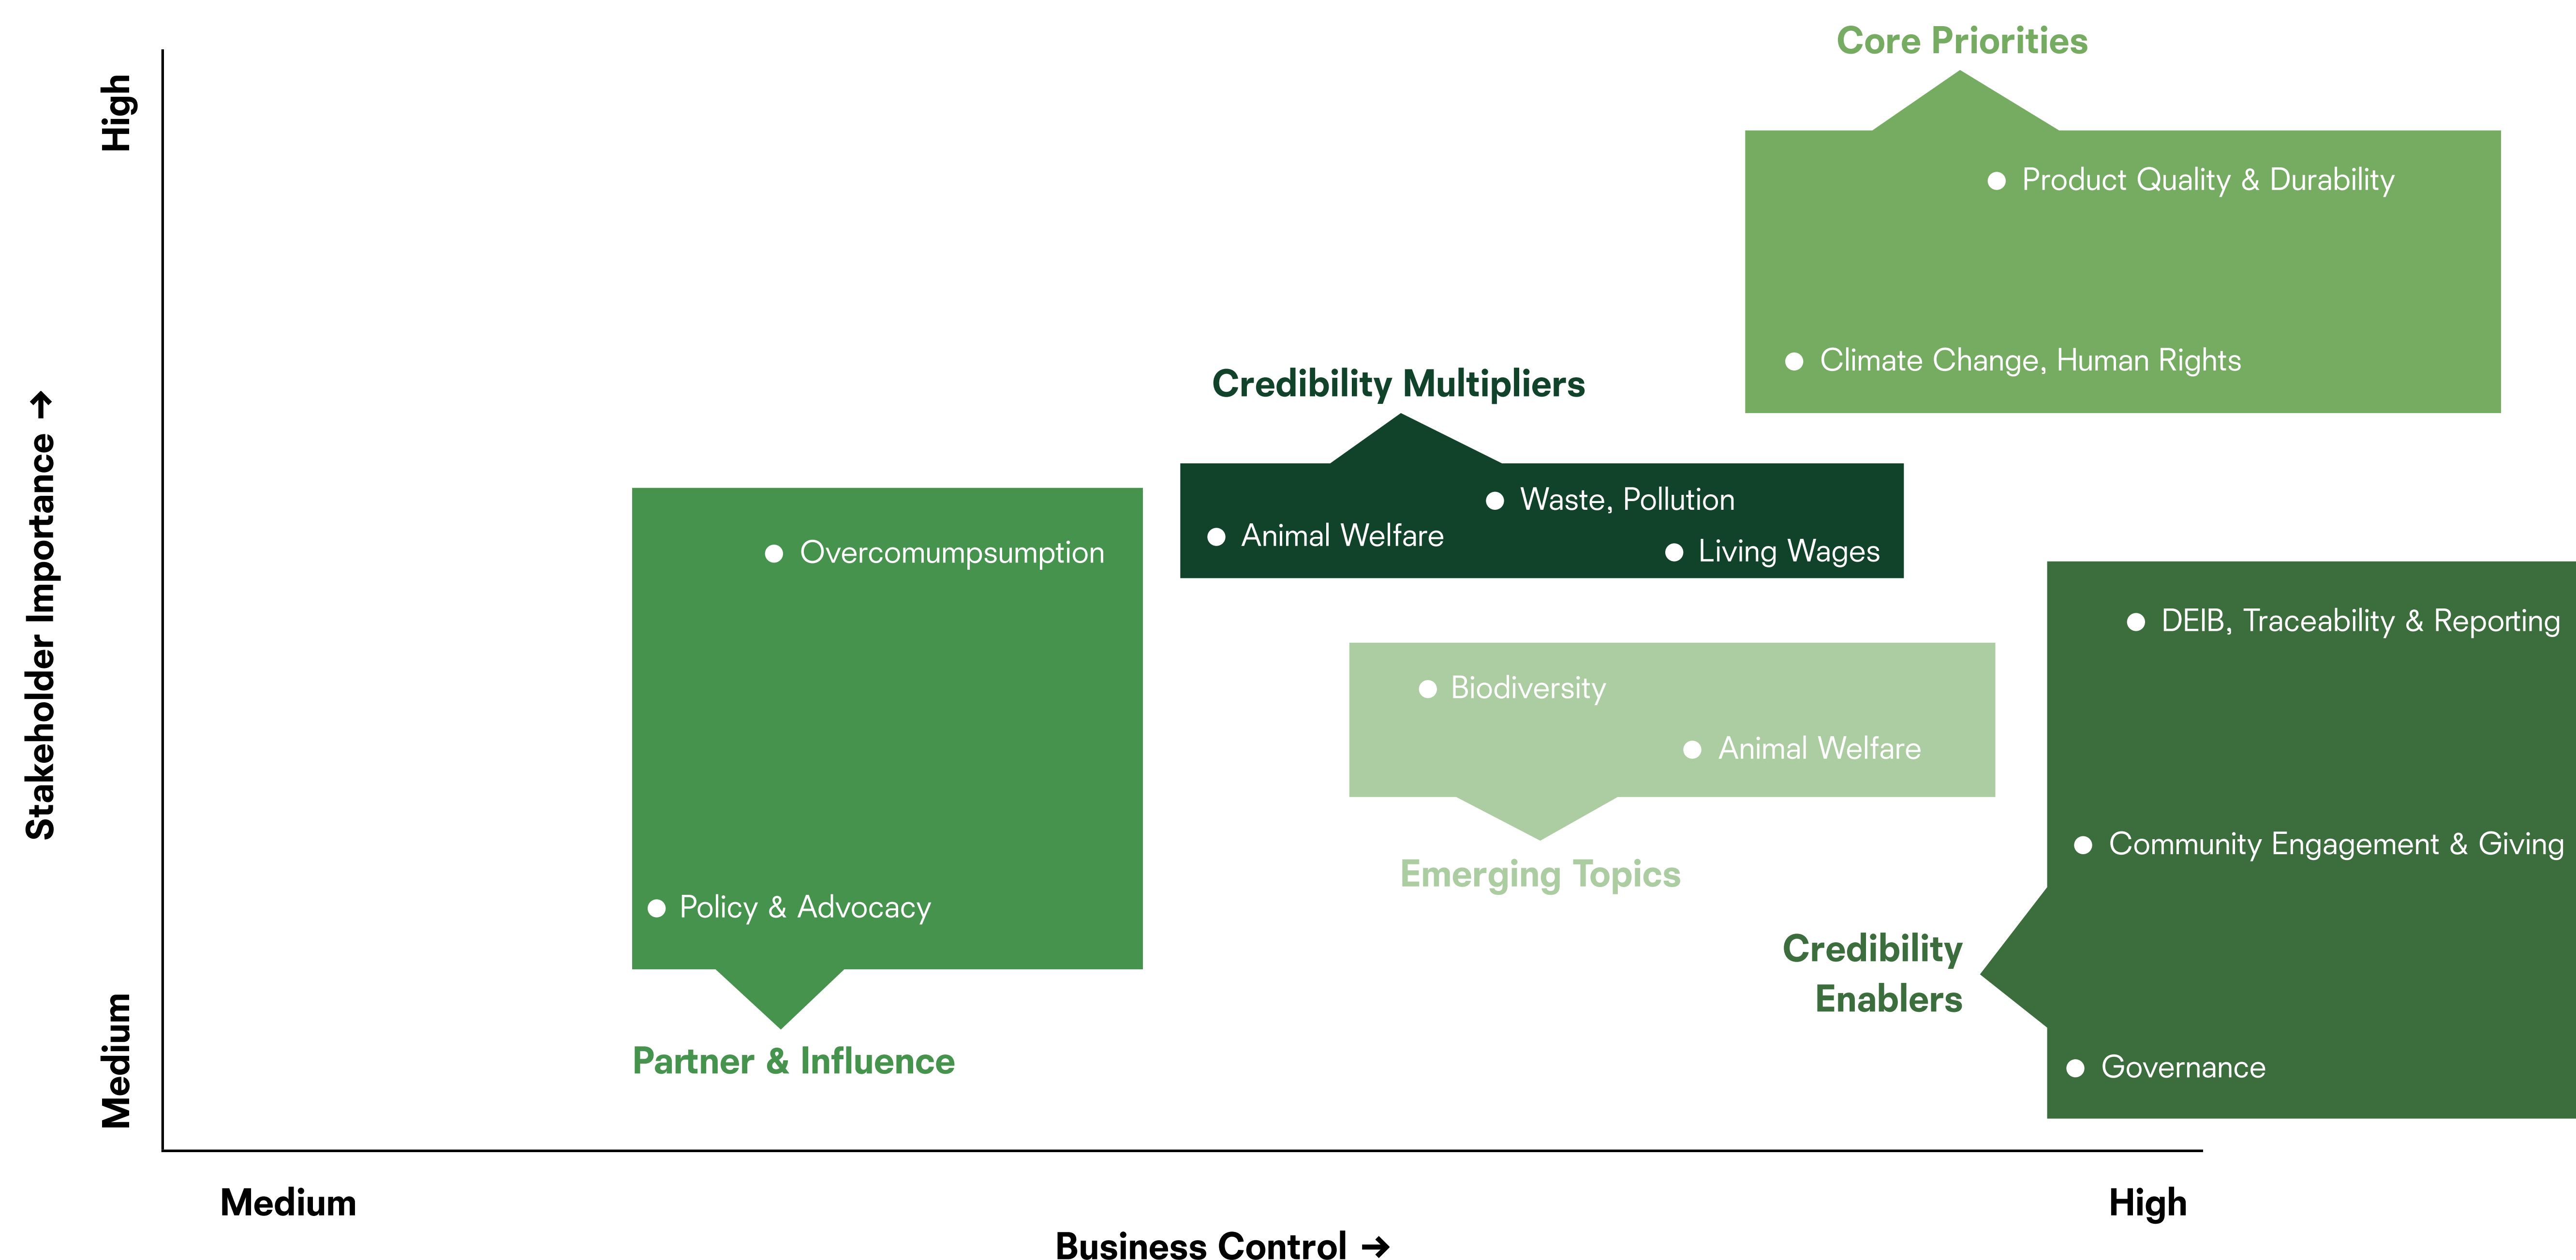 Core Priorities
High
Product Quality & Durability
Climate Change, Human Rights
Credibility Multipliers
Waste, Pollution
Animal Welfare
Living Wages
Overcomumpsumption
Stakeholder Importance →
DEIB, Traceability & Reporting
Biodiversity
Animal Welfare
Community Engagement & Giving
Emerging Topics
Policy & Advocacy
Credibility
Enablers
Partner & Influence
Governance
Medium
Medium
High
Business Control →